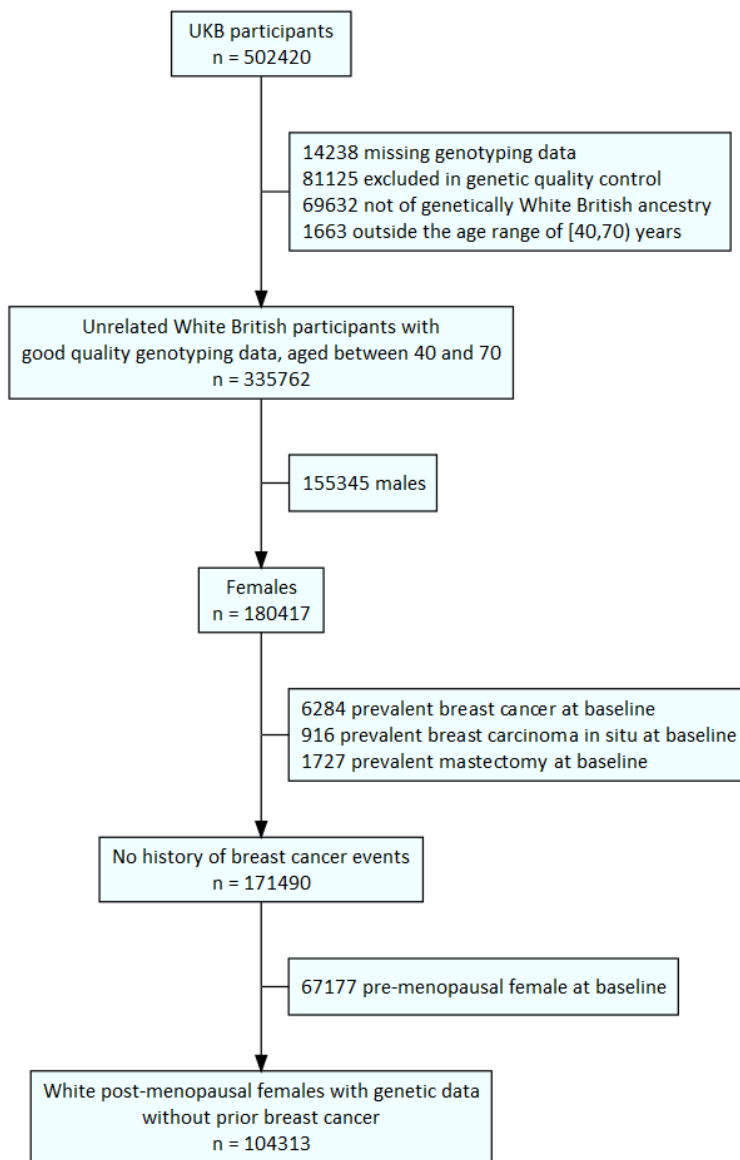 UKB participants
n = 502420
14238 missing genotyping data
81125 excluded in genetic quality control
69632 not of genetically White British ancestry
1663 outside the age range of [40,70) years
Unrelated White British participants with
good quality genotyping data, aged between 40 and 70
n = 335762
155345 males
Females
n = 180417
6284 prevalent breast cancer at baseline
916 prevalent breast carcinoma in situ at baseline
1727 prevalent mastectomy at baseline
No history of breast cancer events
n = 171490
67177 pre-menopausal female at baseline
White post-menopausal females with genetic data
without prior breast cancer
n = 104313